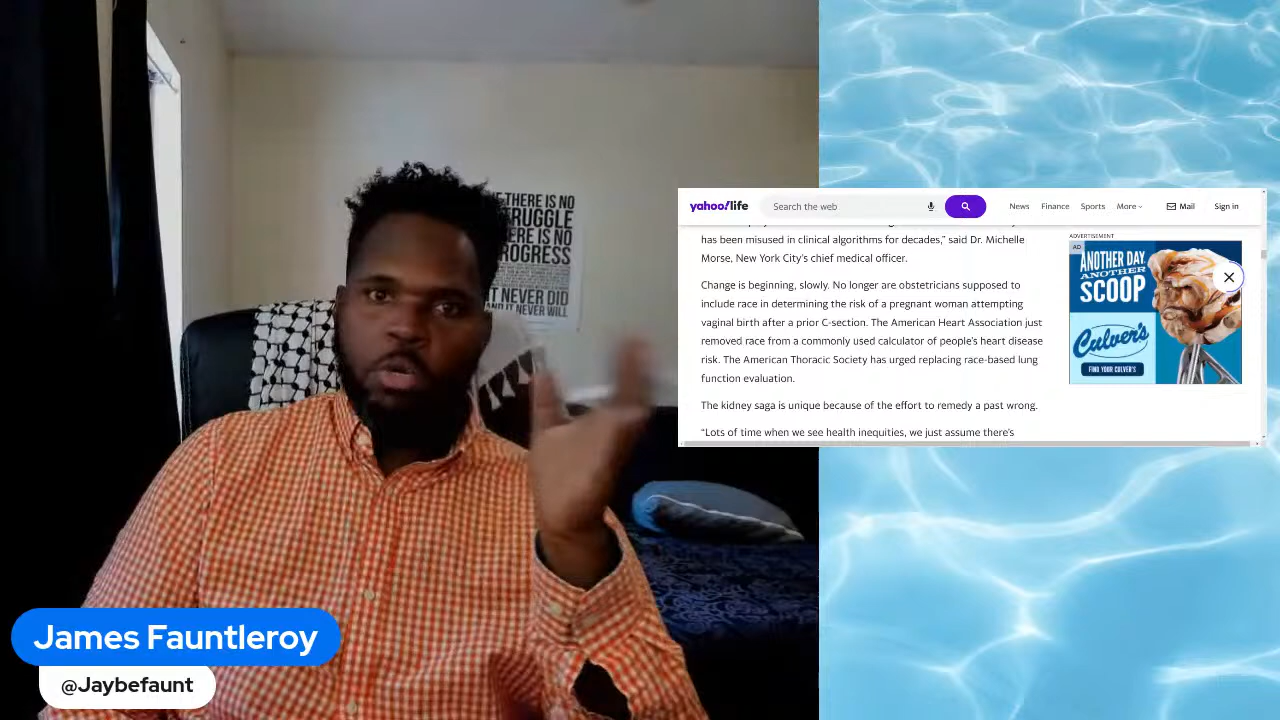 THERE IS NO
STRUGGLE
THERE IS NO
PROGRESS
IT NEVER DID
AND IT NEVER WILL
yahoo!life
Search the web
News
Finance
Sports
More
Mail
Sign in
has been misused in clinical algorithms for decades,” said Dr. Michelle
Morse, New York City’s chief medical officer.
Change is beginning, slowly. No longer are obstetricians supposed to
include race in determining the risk of a pregnant woman attempting
vaginal birth after a prior C-section. The American Heart Association just
removed race from a commonly used calculator of people’s heart disease
risk. The American Thoracic Society has urged replacing race-based lung
function evaluation.
The kidney saga is unique because of the effort to remedy a past wrong.
“Lots of time when we see health inequities, we just assume there’s
ADVERTISEMENT
AD
ANOTHER DAY,
ANOTHER
SCOOP
Culver’s
FIND YOUR CULVER’S
James Fauntleroy
@Jaybefaunt